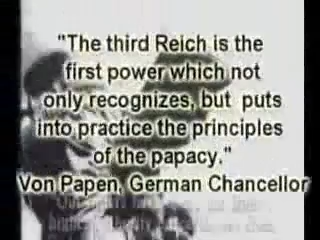 "The third Reich is the
first power which not
only recognizes, but puts
into practice the principles
of the papacy."
Von Papen, German Chancellor